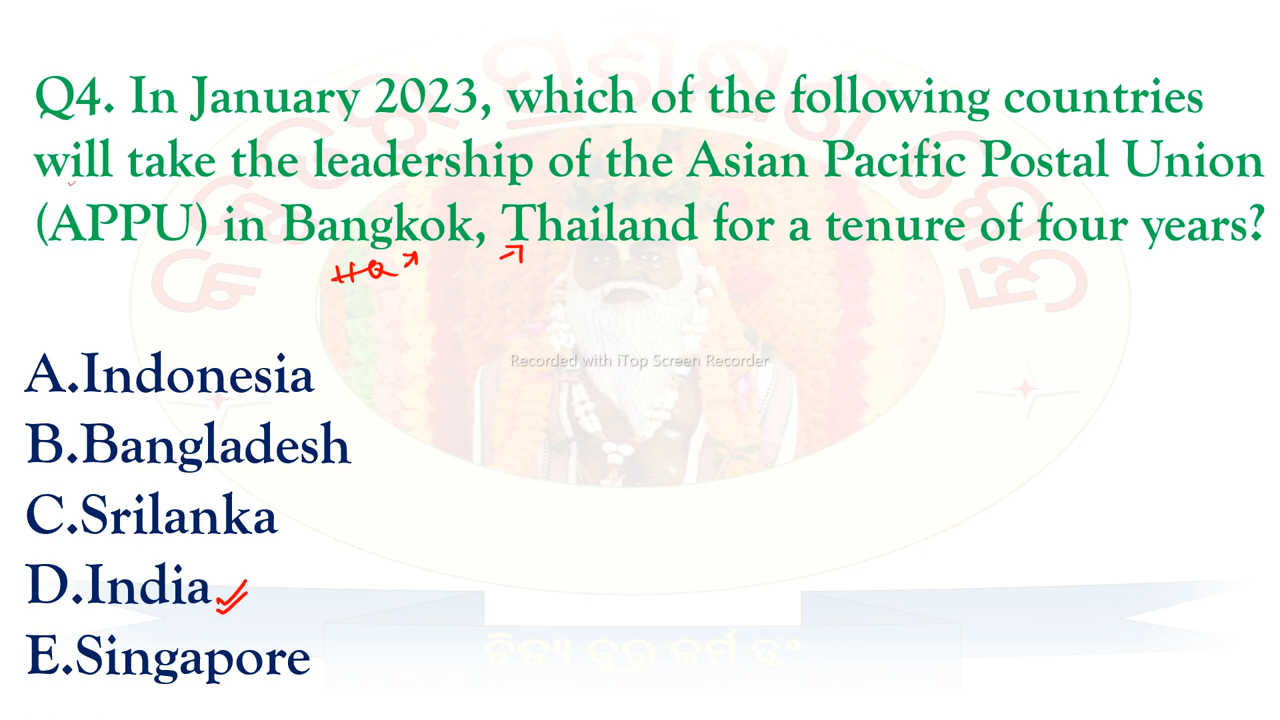 Q4. In January 2023, which of the following countries
will take the leadership of the Asian Pacific Postal Union
(APPU) in Bangkok, Thailand for a tenure of four years?
HQ
Recorded with iTop Screen Recorder
A.Indonesia
B.Bangladesh
C.Srilanka
D.India
E.Singapore
ନିତ୍ୟ କୁରୁ କର୍ମ ତ୍ୱଂ